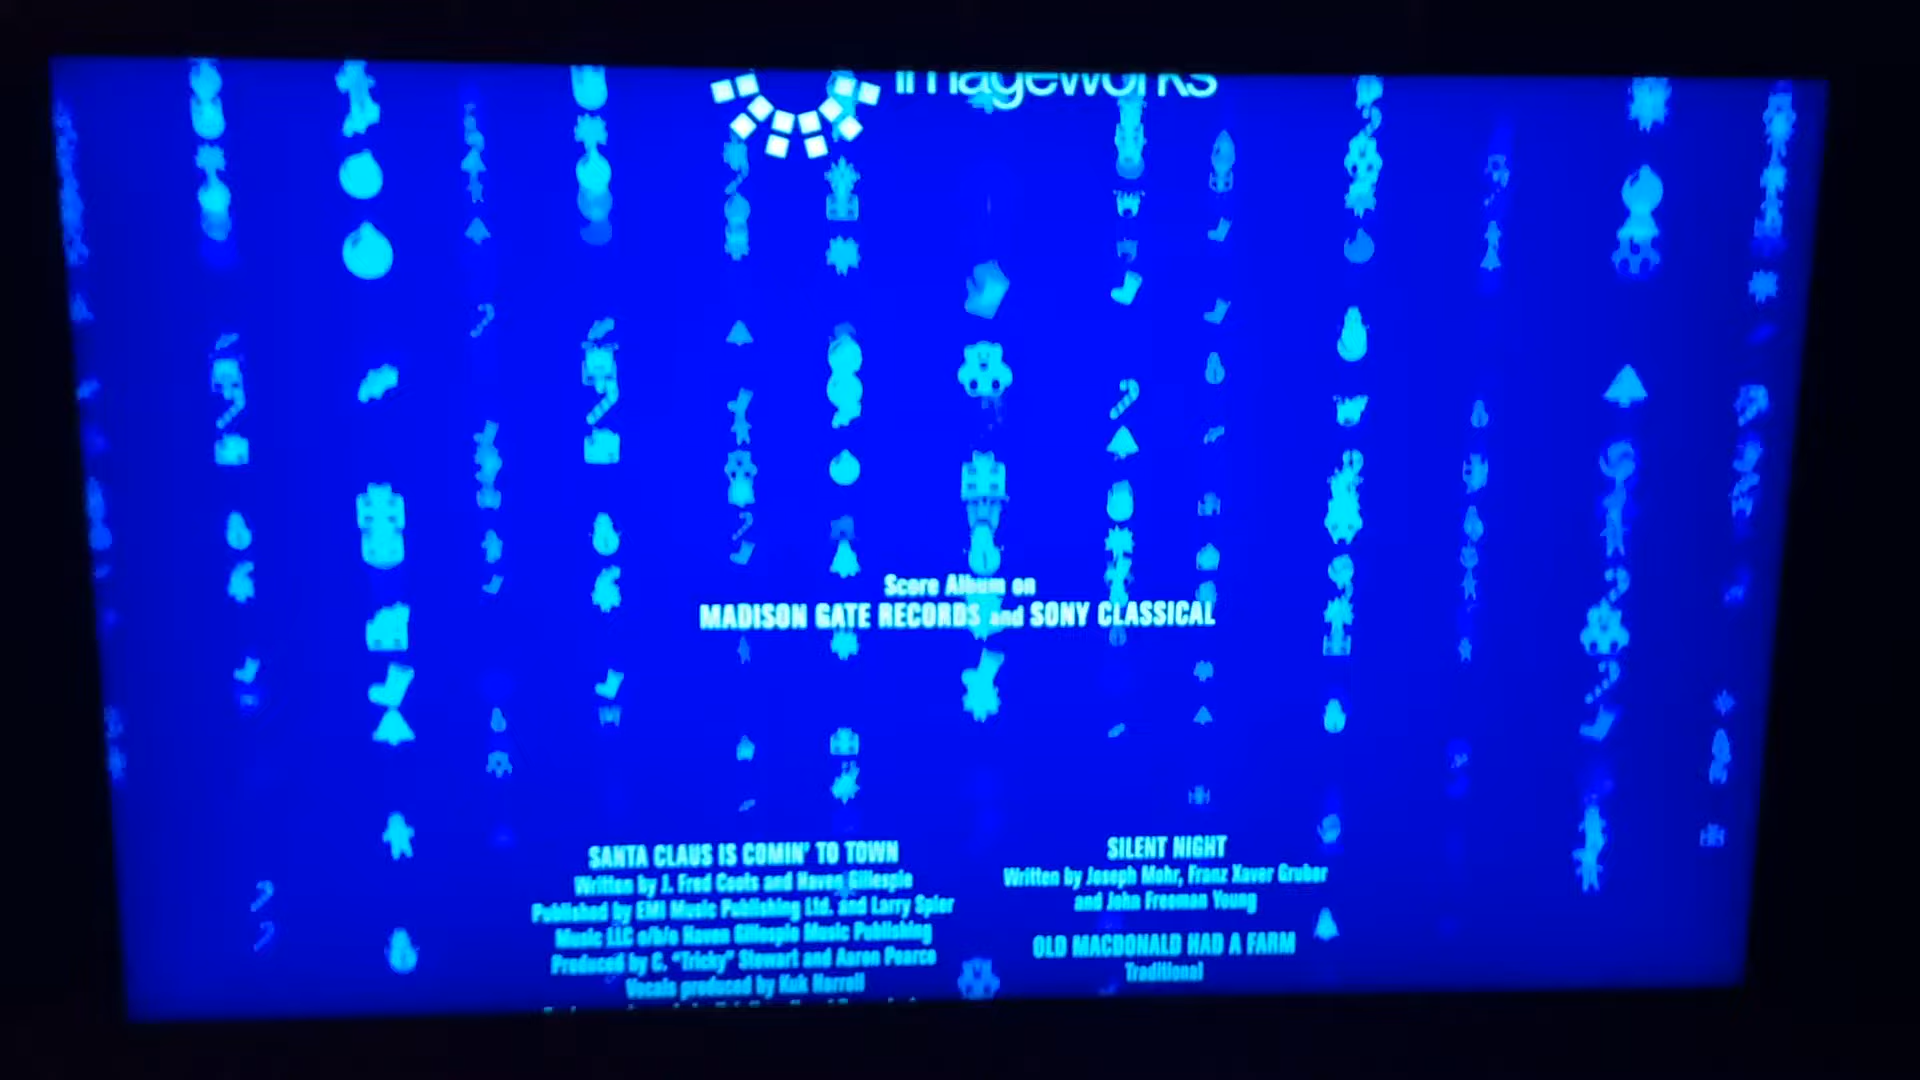 imageworks
Score Album on
MADISON GATE RECORDS and SONY CLASSICAL
SANTA CLAUS IS COMIN' TO TOWN
Written by J. Fred Coots and Haven Gillespie
Published by EMI Music Publishing Ltd. and Larry Spier
Music LLC o/b/o Haven Gillespie Music Publishing
Produced by C. "Tricky" Stewart and Aaron Pearce
Vocals produced by Kuk Harrell
SILENT NIGHT
Written by Joseph Mohr, Franz Xaver Gruber
and John Freeman Young
OLD MACDONALD HAD A FARM
Traditional